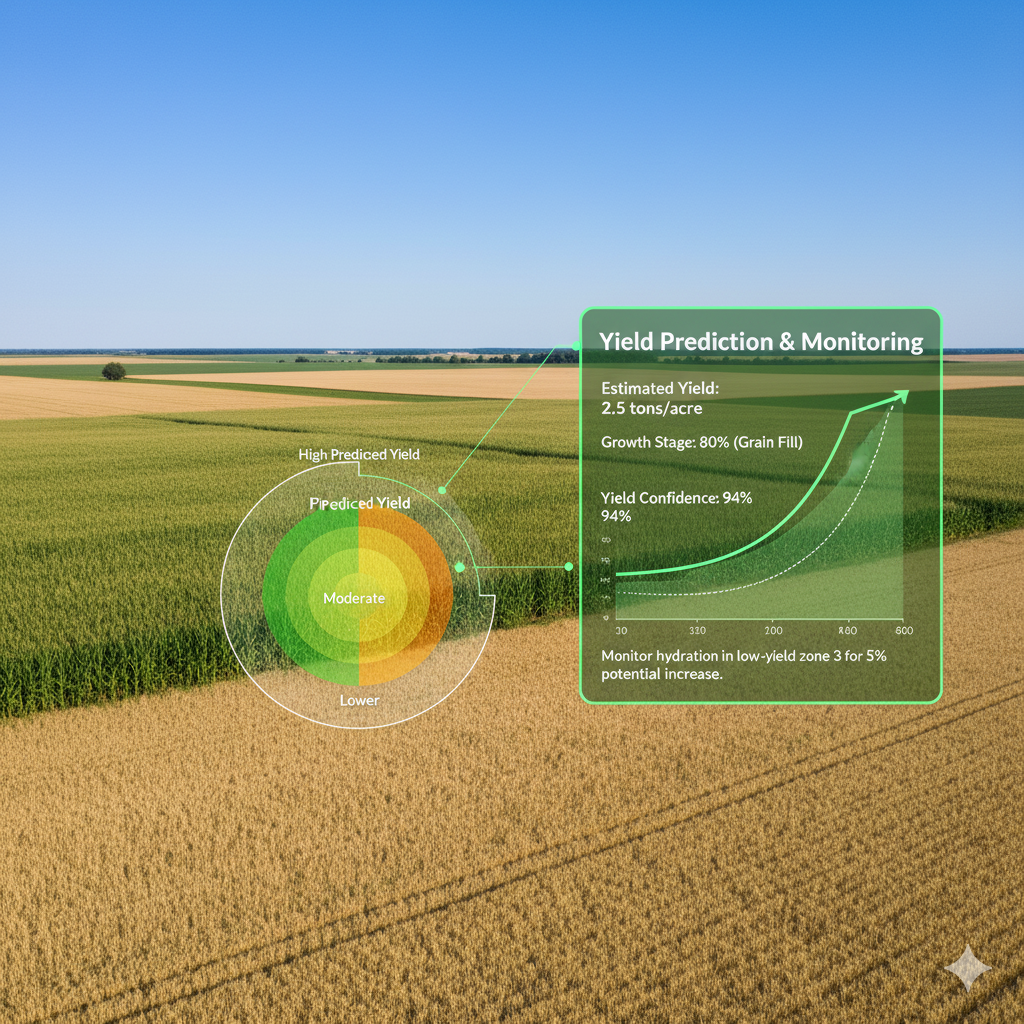 Yield Prediction & Monitoring
Estimated Yield:
2.5 tons/acre
Growth Stage: 80% (Grain Fill)
Yield Confidence: 94%
94%
30 320 200 600
Monitor hydration in low-yield zone 3 for 5%
potential increase.
High Prediced Yield
Prediced Yield
Moderate
Lower